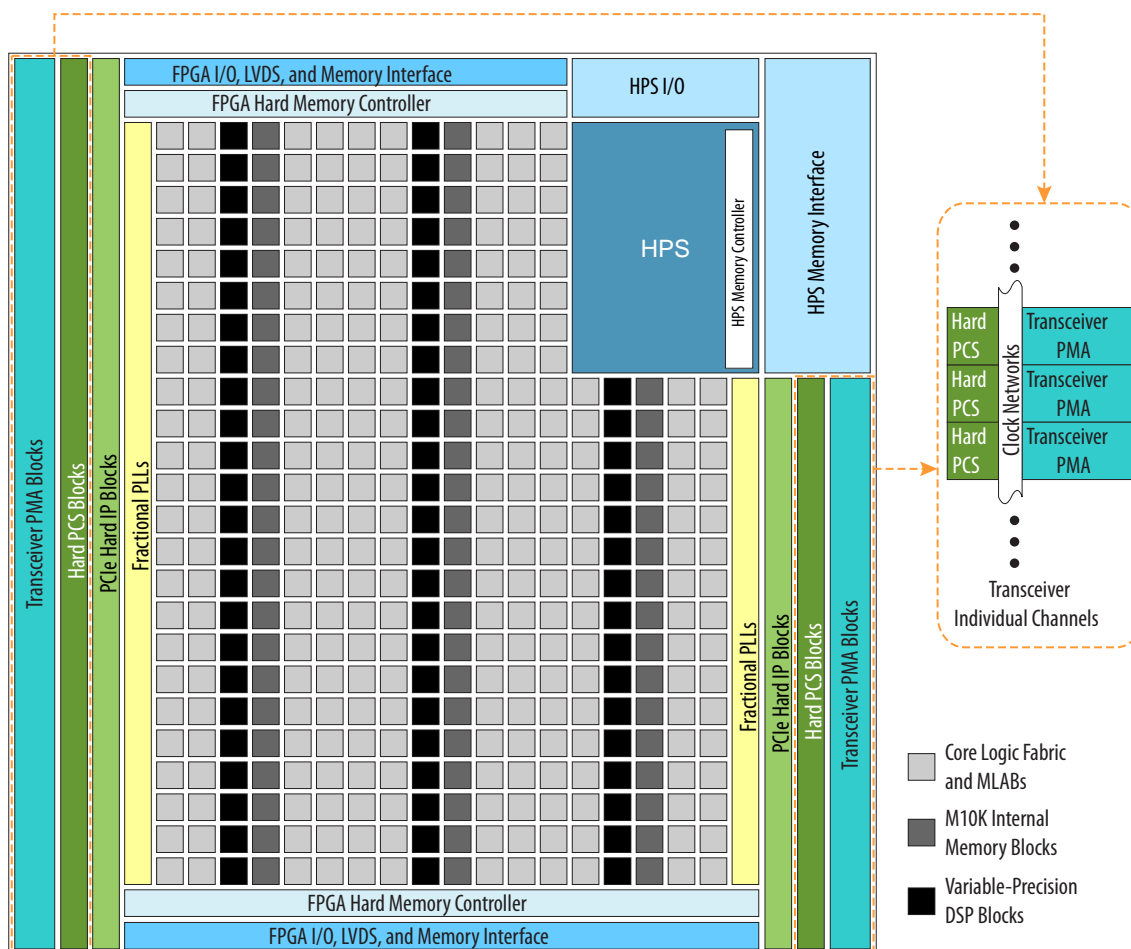 FPGA I/O, LVDS, and Memory Interface
FPGA Hard Memory Controller
HPS I/O
HPS Memory Interface
HPS
HPS Memory Controller
Transceiver PMA Blocks
Hard PCS Blocks
PCIe Hard IP Blocks
Fractional PLLs
Fractional PLLs
PCIe Hard IP Blocks
Hard PCS Blocks
Transceiver PMA Blocks
FPGA Hard Memory Controller
FPGA I/O, LVDS, and Memory Interface
Hard
PCS
Transceiver
PMA
Hard
PCS
Transceiver
PMA
Hard
PCS
Transceiver
PMA
Clock Networks
Transceiver
Individual Channels
Core Logic Fabric
and MLABs
M10K Internal
Memory Blocks
Variable-Precision
DSP Blocks